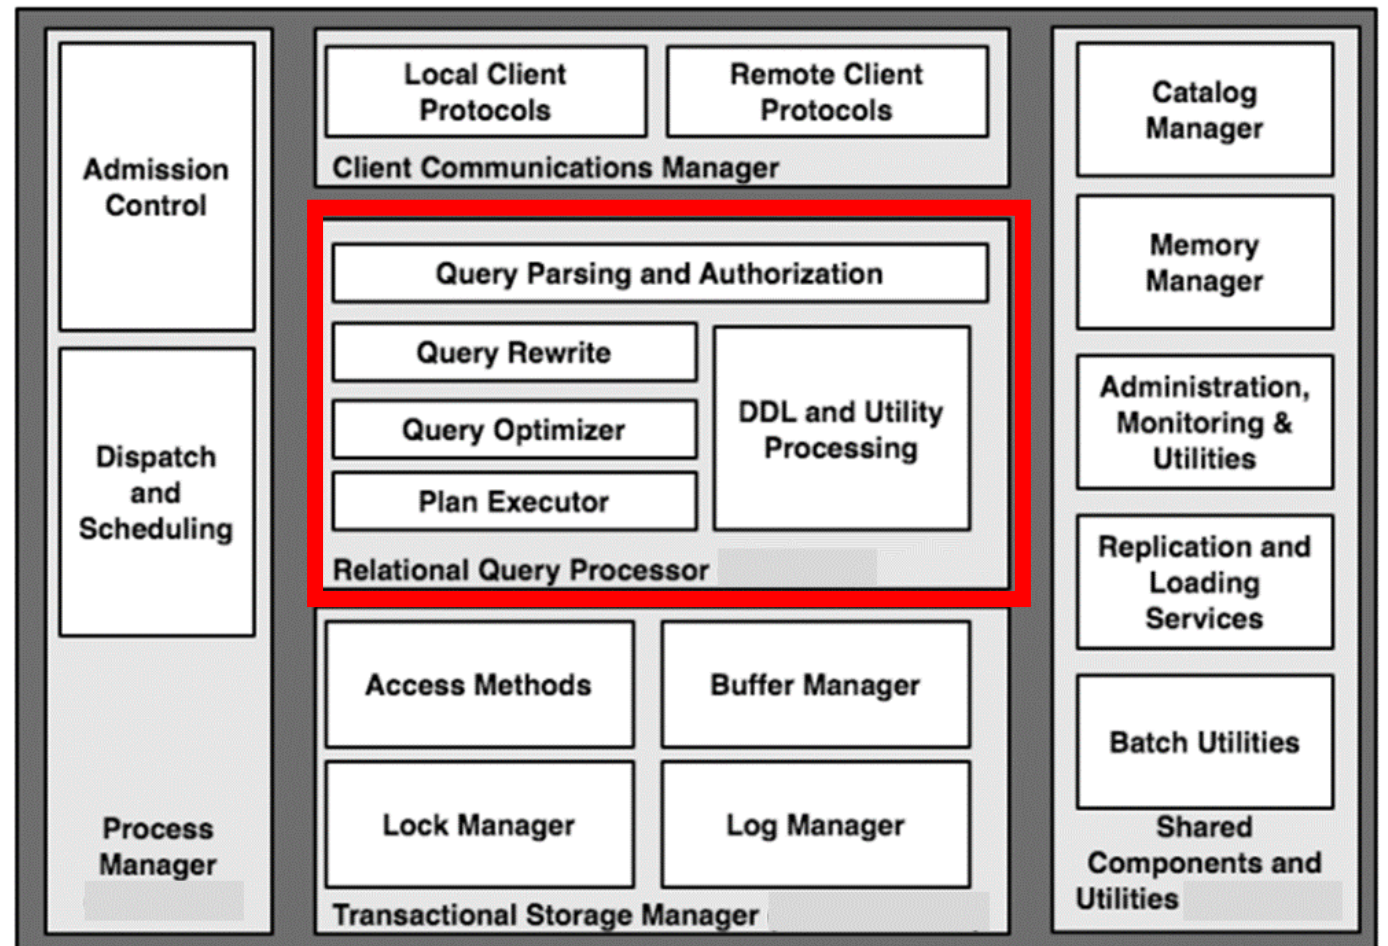 Admission
Control
Dispatch
and
Scheduling
Process
Manager
Local Client
Protocols
Remote Client
Protocols
Client Communications Manager
Query Parsing and Authorization
Query Rewrite
Query Optimizer
Plan Executor
DDL and Utility
Processing
Relational Query Processor
Access Methods
Buffer Manager
Lock Manager
Log Manager
Transactional Storage Manager
Catalog
Manager
Memory
Manager
Administration,
Monitoring &
Utilities
Replication and
Loading
Services
Batch Utilities
Shared
Components and
Utilities